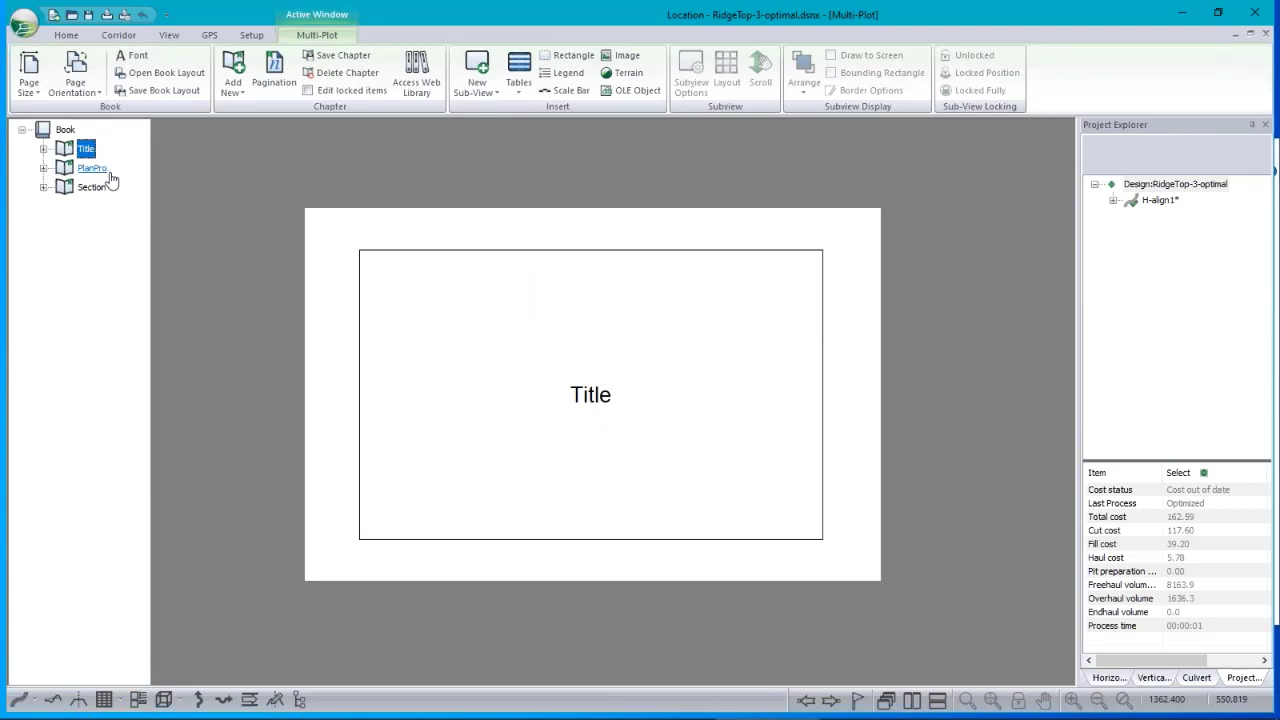 Active Window
Location - RidgeTop-3-optimal.dsnx - [Multi-Plot]
Home Corridor View GPS Setup Multi-Plot
Page Size
Page Orientation
Font
Open Book Layout
Save Book Layout
Book
Add New
Pagination
Save Chapter
Delete Chapter
Edit locked items
Access Web Library
Chapter
New Sub-View
Tables
Rectangle
Legend
Scale Bar
Image
Terrain
OLE Object
Insert
Subview Options
Layout
Scroll
Subview
Arrange
Draw to Screen
Bounding Rectangle
Border Options
Subview Display
Unlocked
Locked Position
Locked Fully
Sub-View Locking
Book
Title
PlanPro
Section
Title
Project Explorer
Design:RidgeTop-3-optimal
H-align1*
Item Select
Cost status Cost out of date
Last Process Optimized
Total cost 162.59
Cut cost 117.60
Fill cost 39.20
Haul cost 5.78
Pit preparation ... 0.00
Freehaul volum... 8163.9
Overhaul volume 1636.3
Endhaul volume 0.0
Process time 00:00:01
Horizo... Vertica... Culvert Project...
1362.400 550.819